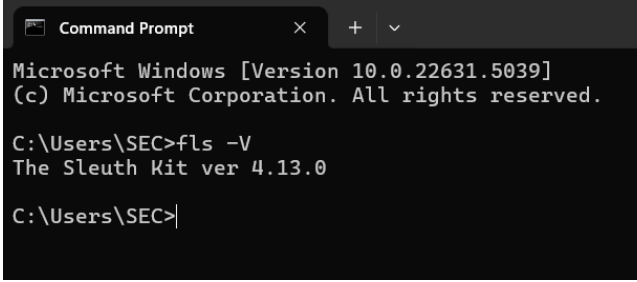 Command Prompt
Microsoft Windows [Version 10.0.22631.5039]
(c) Microsoft Corporation. All rights reserved.
C:\Users\SEC>fls -V
The Sleuth Kit ver 4.13.0
C:\Users\SEC>